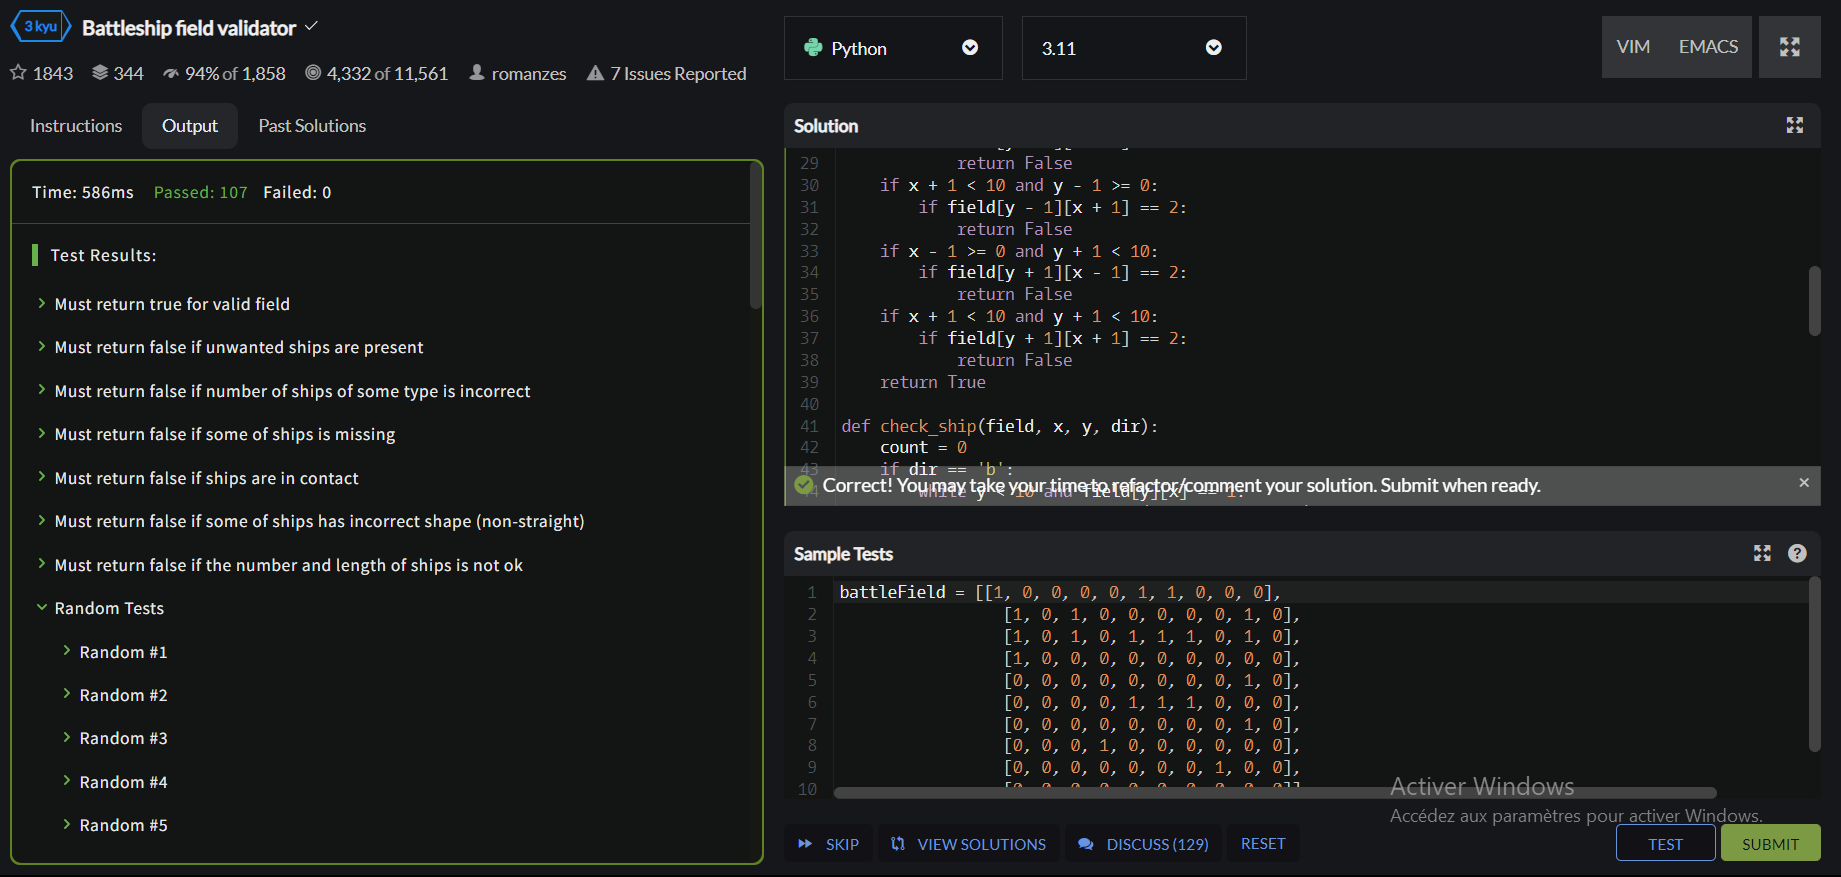 3 kyu Battleship field validator
1843 344 94% of 1,858 4,332 of 11,561 romanzes 7 Issues Reported
Instructions Output Past Solutions
Time: 586ms Passed: 107 Failed: 0
Test Results:
Must return true for valid field
Must return false if unwanted ships are present
Must return false if number of ships of some type is incorrect
Must return false if some of ships is missing
Must return false if ships are in contact
Must return false if some of ships has incorrect shape (non-straight)
Must return false if the number and length of ships is not ok
Random Tests
Random #1
Random #2
Random #3
Random #4
Random #5
Python 3.11 VIM EMACS
Solution
29 return False
30 if x + 1 < 10 and y - 1 >= 0:
31 if field[y - 1][x + 1] == 2:
32 return False
33 if x - 1 >= 0 and y + 1 < 10:
34 if field[y + 1][x - 1] == 2:
35 return False
36 if x + 1 < 10 and y + 1 < 10:
37 if field[y + 1][x + 1] == 2:
38 return False
39 return True
40
41 def check_ship(field, x, y, dir):
42 count = 0
43 if dir == 'b':
44 while y < 10 and field[y][x] == 1:
Correct! You may take your time to refactor/comment your solution. Submit when ready.
Sample Tests
1 battleField = [[1, 0, 0, 0, 0, 1, 1, 0, 0, 0],
2 [1, 0, 1, 0, 0, 0, 0, 0, 1, 0],
3 [1, 0, 1, 0, 1, 1, 1, 0, 1, 0],
4 [1, 0, 0, 0, 0, 0, 0, 0, 0, 0],
5 [0, 0, 0, 0, 0, 0, 0, 0, 1, 0],
6 [0, 0, 0, 0, 1, 1, 1, 0, 0, 0],
7 [0, 0, 0, 0, 0, 0, 0, 0, 1, 0],
8 [0, 0, 0, 1, 0, 0, 0, 0, 0, 0],
9 [0, 0, 0, 0, 0, 0, 0, 1, 0, 0],
10
Activer Windows
Accédez aux paramètres pour activer Windows.
SKIP VIEW SOLUTIONS DISCUSS (129) RESET TEST SUBMIT